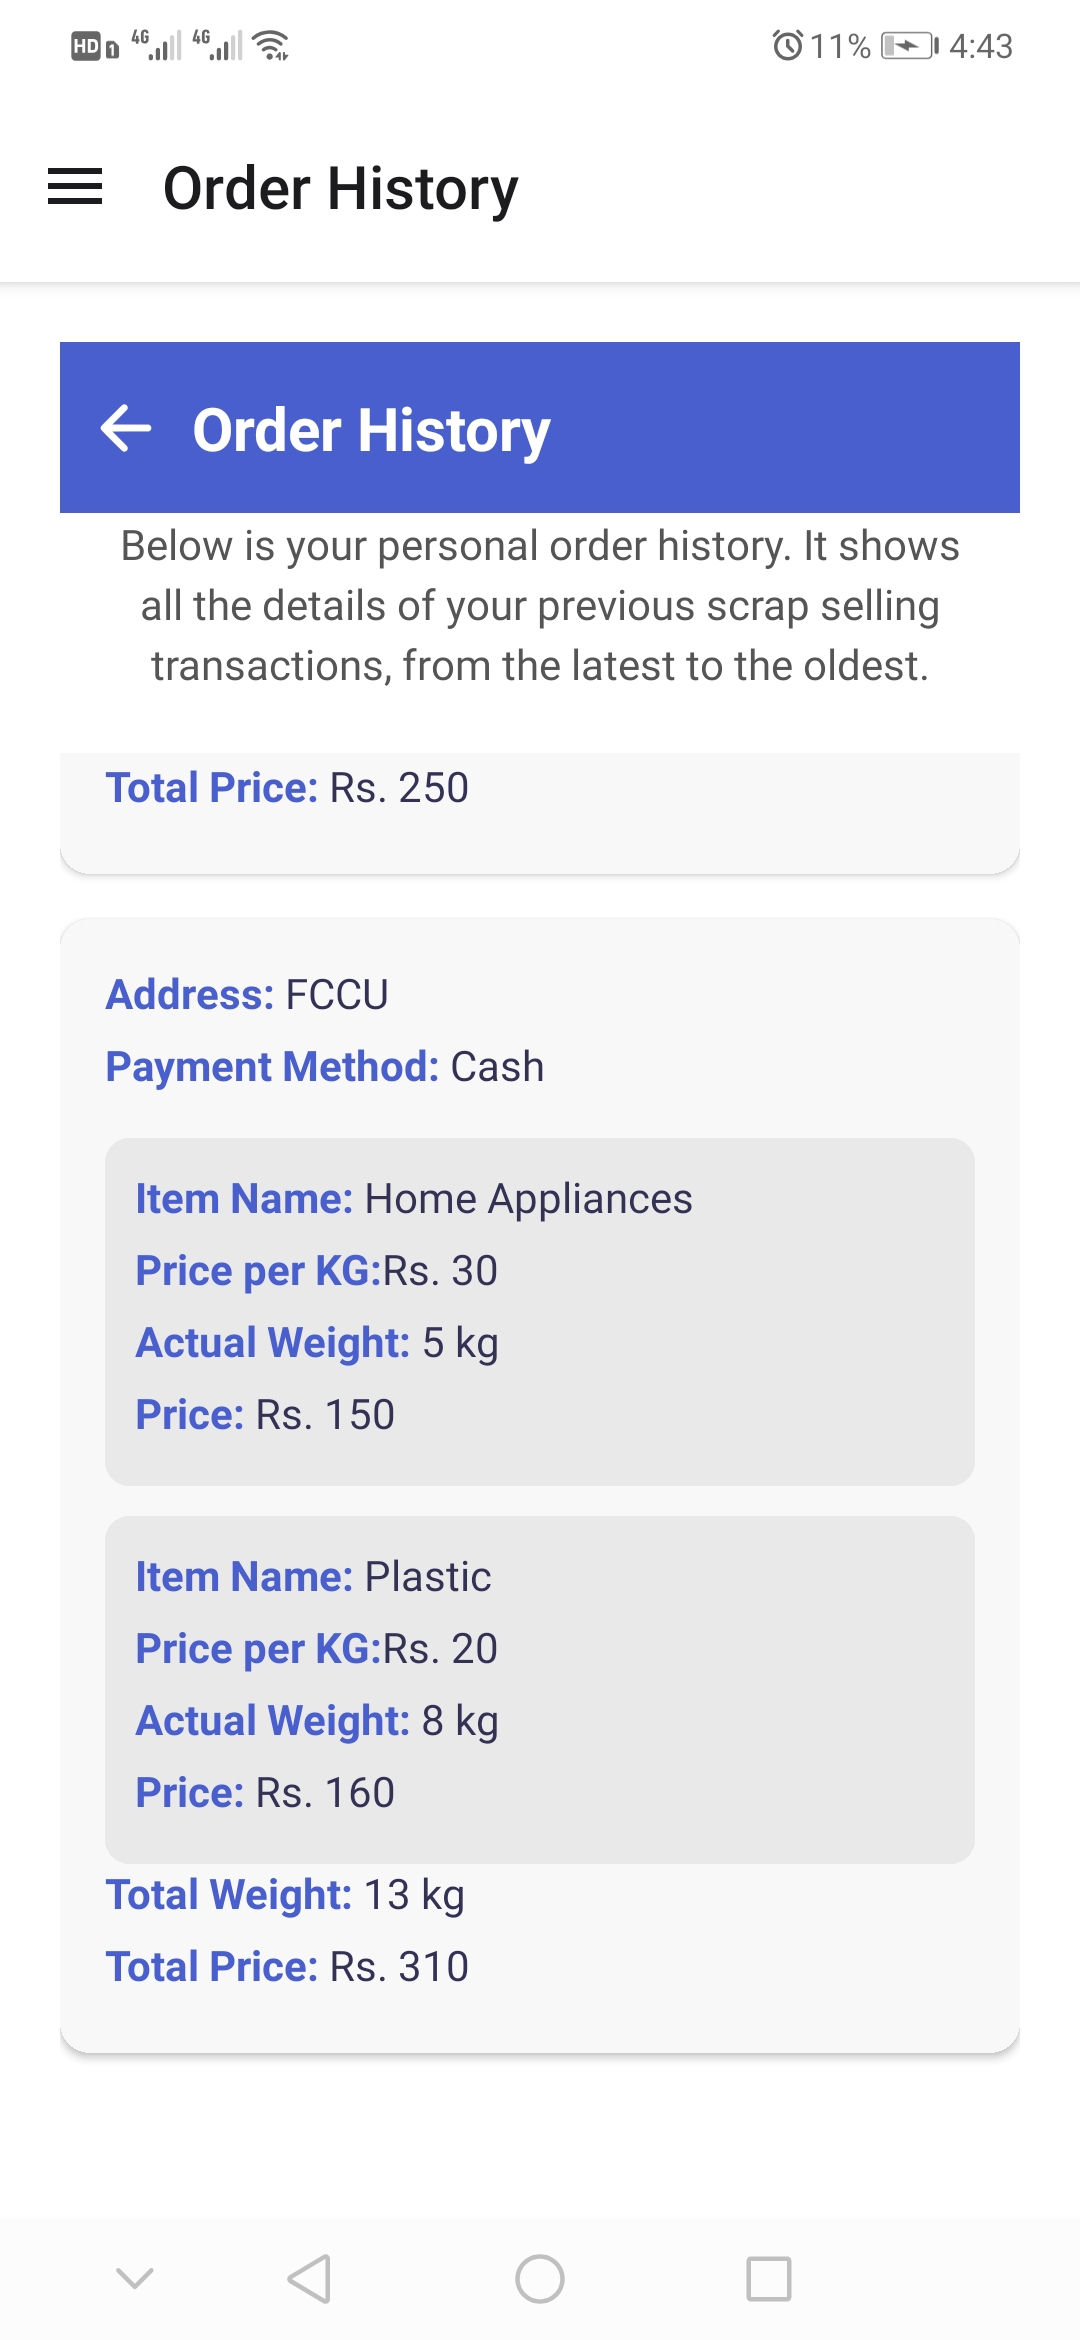 HD 1 4G 4G 11% 4:43
Order History
Order History
Below is your personal order history. It shows
all the details of your previous scrap selling
transactions, from the latest to the oldest.
Total Price: Rs. 250
Address: FCCU
Payment Method: Cash
Item Name: Home Appliances
Price per KG:Rs. 30
Actual Weight: 5 kg
Price: Rs. 150
Item Name: Plastic
Price per KG:Rs. 20
Actual Weight: 8 kg
Price: Rs. 160
Total Weight: 13 kg
Total Price: Rs. 310